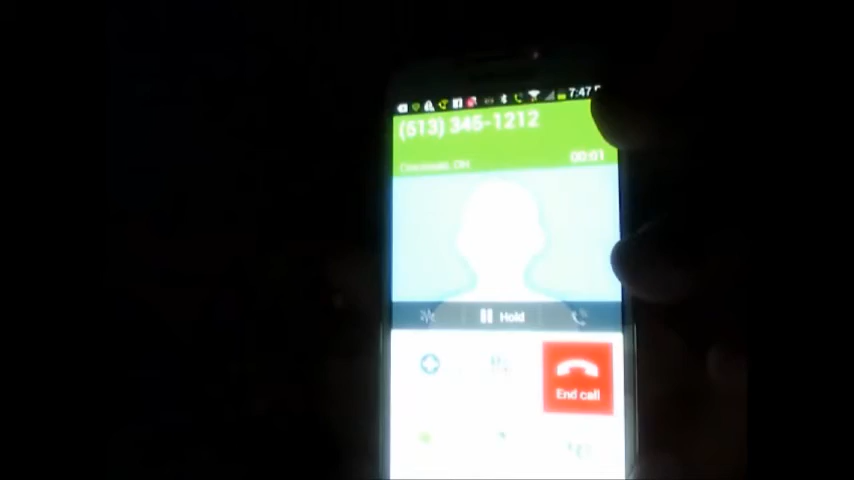 7:47
(513) 345-1212
Cincinnati, OH
00:01
Hold
End call